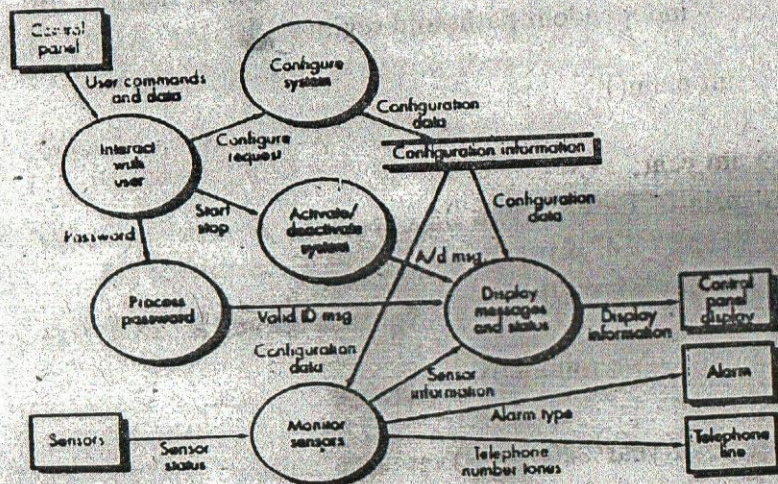 Control
panel
User commands
and data
Configure
system
Configuration
data
Configure
request
Interact
with
user
Configuration information
Start
stop
Activate/
deactivate
system
Configuration
data
Password
A/d msg
Process
password
Valid ID msg
Display
messages
and status
Display
information
Control
panel
display
Configuration
data
Sensor
information
Alarm
Alarm type
Sensors
Sensor
status
Monitor
sensors
Telephone
number tones
Telephone
line